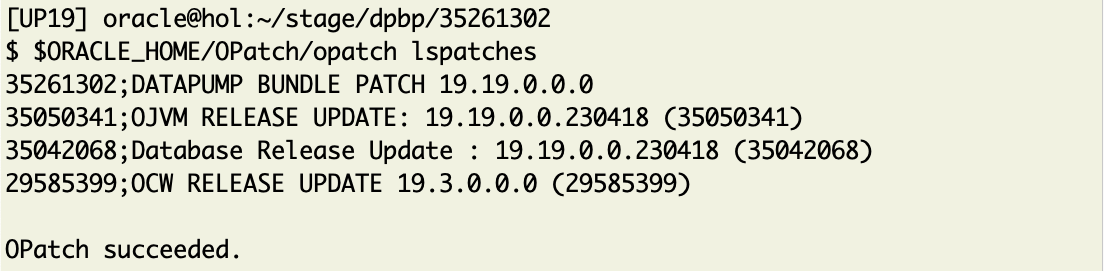 [UP19] oracle@hol:~/stage/dpbp/35261302
$ $ORACLE_HOME/OPatch/opatch lspatches
35261302;DATAPUMP BUNDLE PATCH 19.19.0.0.0
35050341;OJVM RELEASE UPDATE: 19.19.0.0.230418 (35050341)
35042068;Database Release Update : 19.19.0.0.230418 (35042068)
29585399;OCW RELEASE UPDATE 19.3.0.0.0 (29585399)
OPatch succeeded.